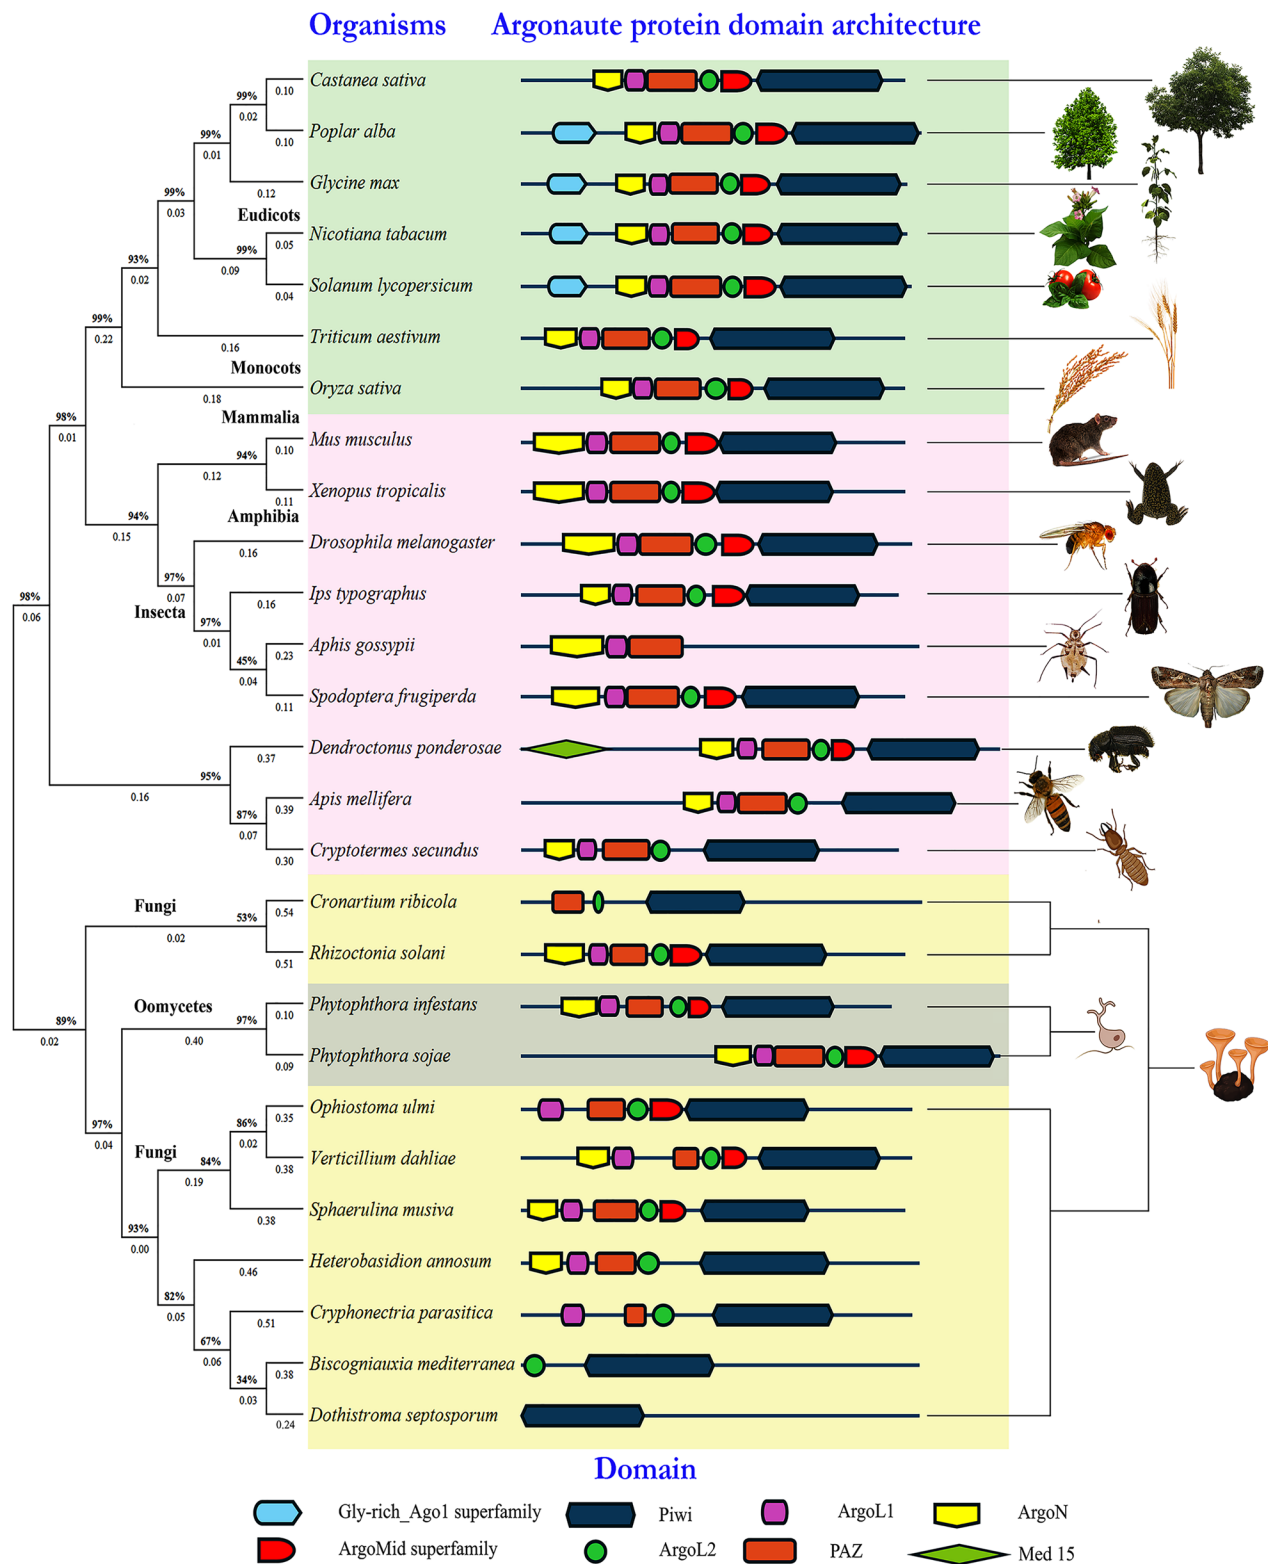 Organisms Argonaute protein domain architecture
99% 0.10 Castanea sativa
0.02
99% 0.10 Poplar alba
0.01
0.12 Glycine max
99% Eudicots
0.03
99% 0.05 Nicotiana tabacum
0.09
93% 0.04 Solanum lycopersicum
0.02
99% 0.16 Triticum aestivum
0.22
Monocots
0.18 Oryza sativa
98% Mammalia
0.01
94% 0.10 Mus musculus
0.12
0.11 Xenopus tropicalis
94% Amphibia
0.15
0.16 Drosophila melanogaster
97%
0.07
98% Insecta 0.16 Ips typographus
0.06
97%
0.01
45% 0.23 Aphis gossypii
0.04
0.11 Spodoptera frugiperda
0.37 Dendroctonus ponderosae
95%
0.16
87% 0.39 Apis mellifera
0.07
0.30 Cryptotermes secundus
Fungi 53% 0.54 Cronartium ribicola
0.02
0.51 Rhizoctonia solani
Oomycetes 97% 0.10 Phytophthora infestans
89% 0.40
0.02
0.09 Phytophthora sojae
86% 0.35 Ophiostoma ulmi
97% 0.02
0.04
Fungi 84% 0.38 Verticillium dahliae
0.19
0.38 Sphaerulina musiva
93%
0.00
0.46 Heterobasidion annosum
82%
0.05
0.51 Cryphonectria parasitica
67%
0.06
34% 0.38 Biscogniauxia mediterranea
0.03
0.24 Dothistroma septosporum
Domain
Gly-rich_Ago1 superfamily Piwi ArgoL1 ArgoN
ArgoMid superfamily ArgoL2 PAZ Med 15